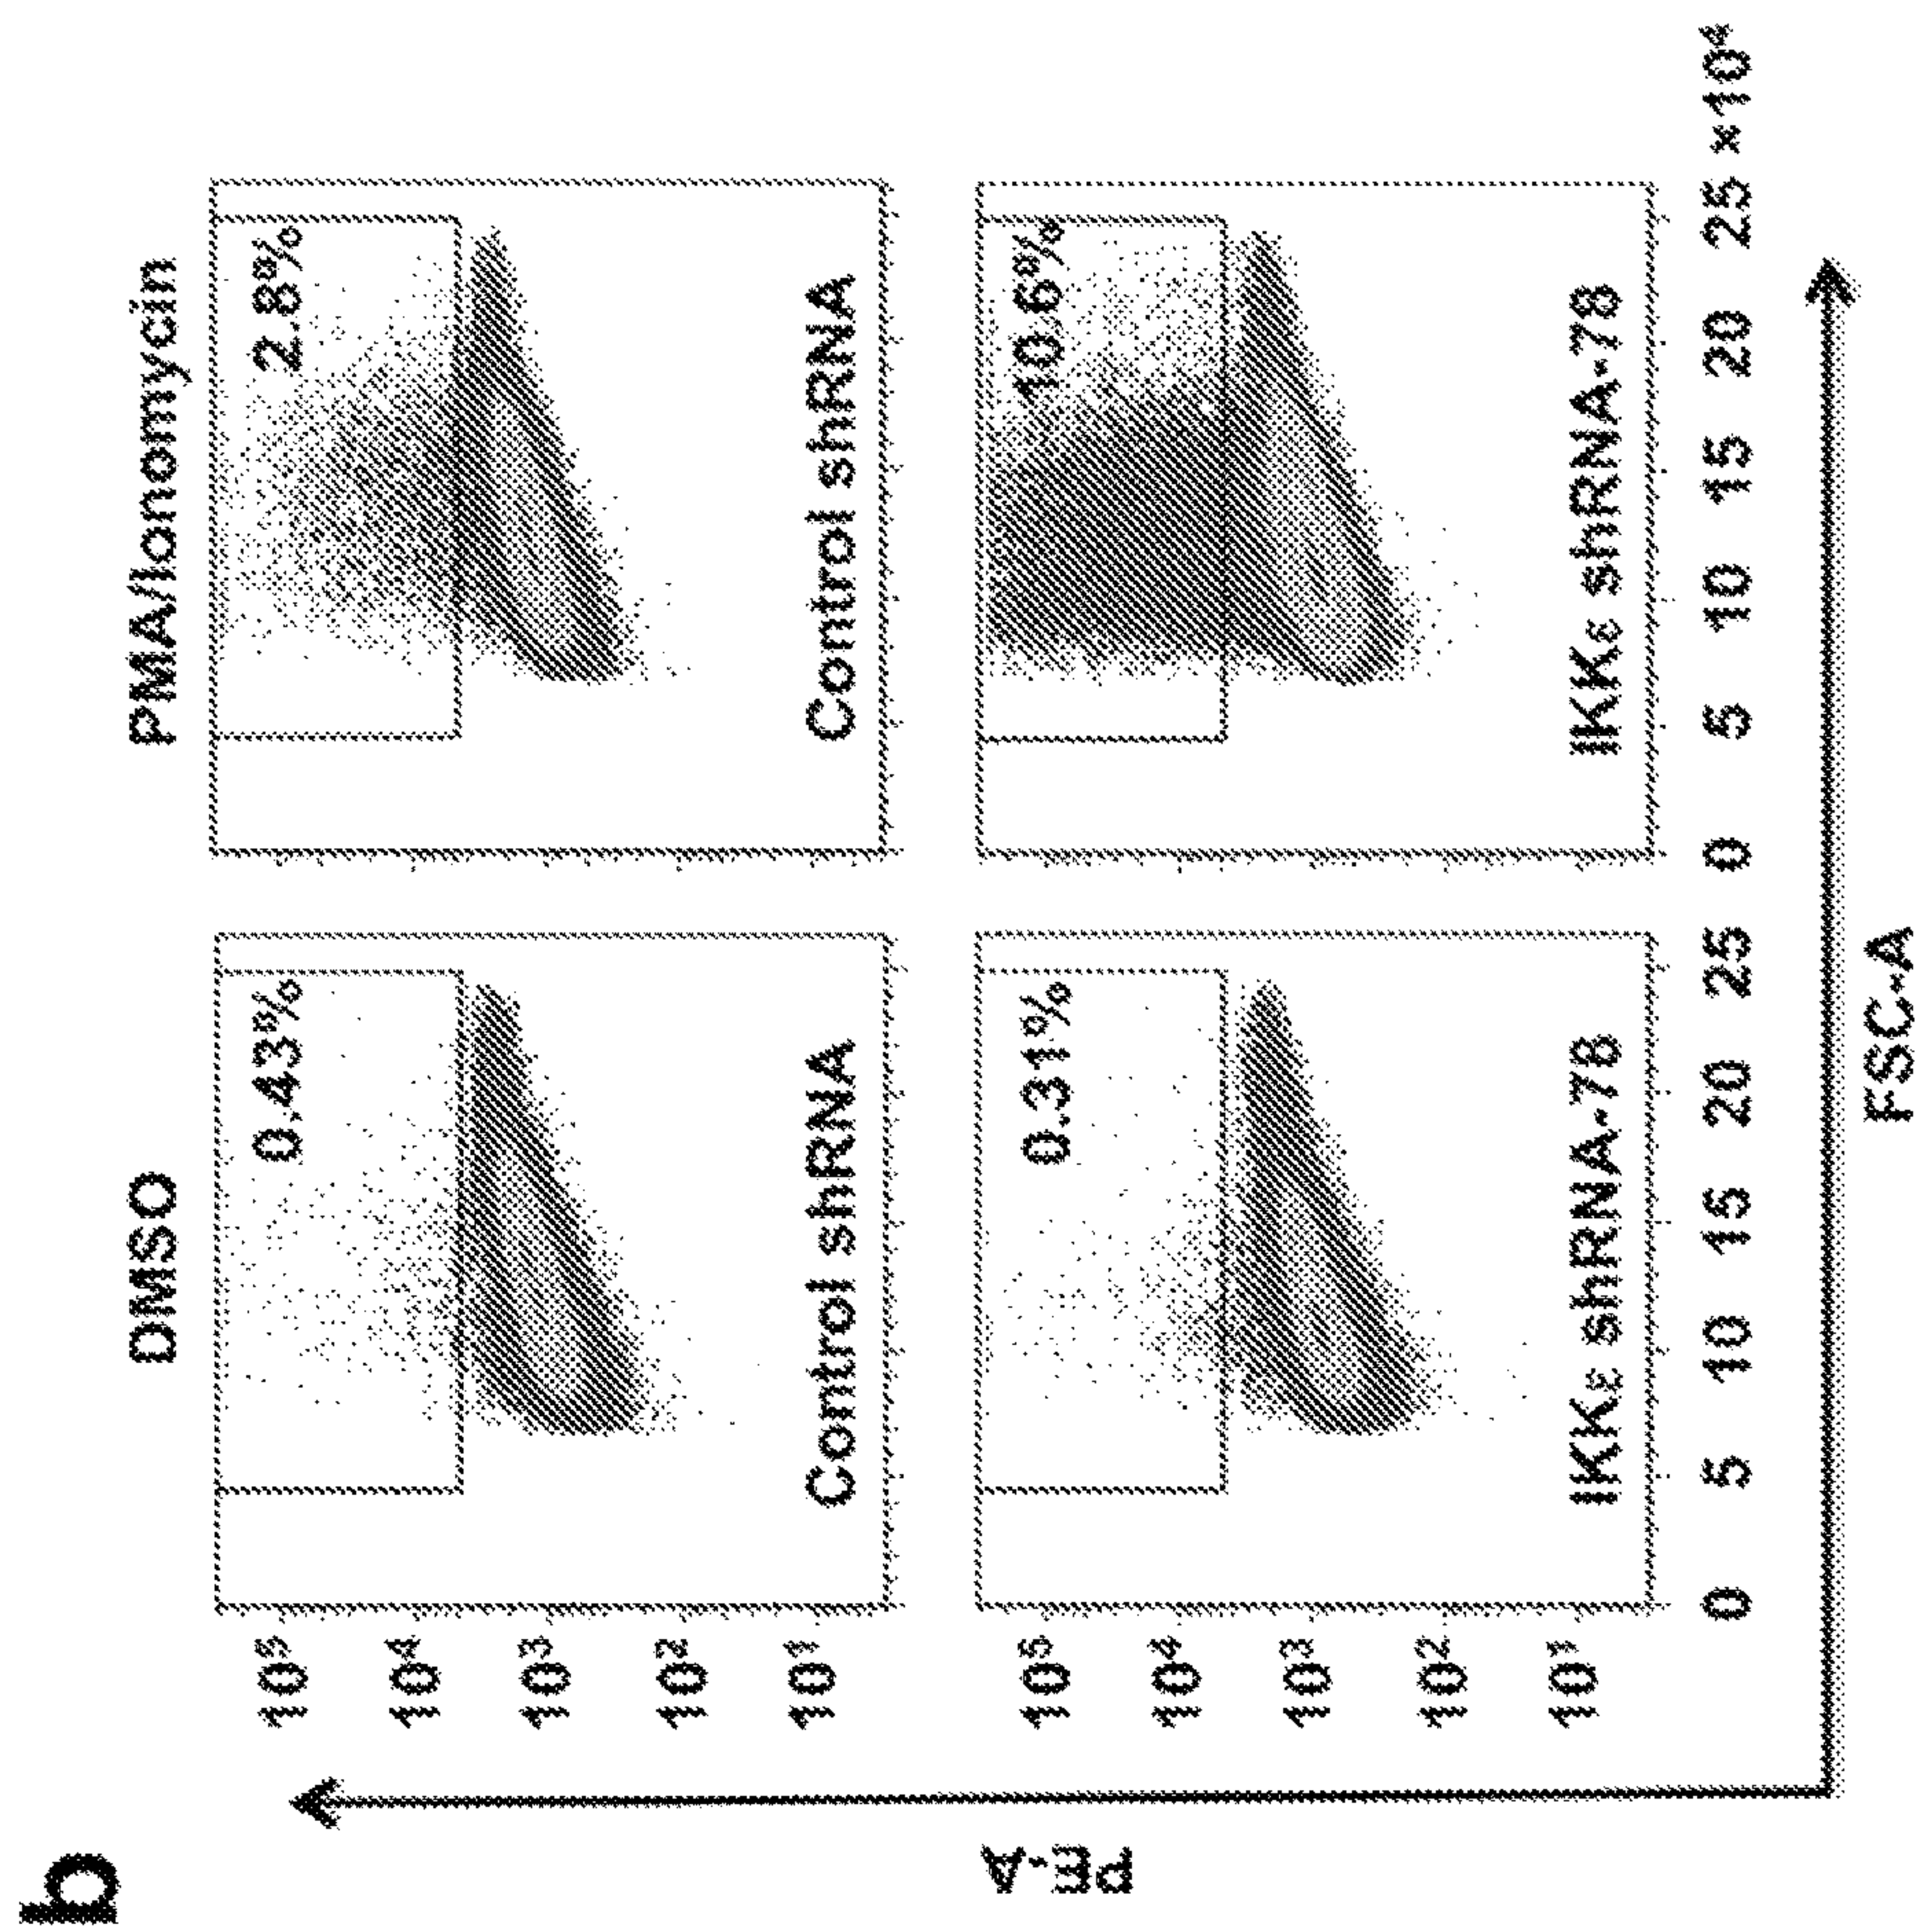 b
DMSO
PMA/Ionomycin
PE-A
10⁵
10⁴
10³
10²
10¹
0.43%
Control shRNA
2.8%
Control shRNA
10⁵
10⁴
10³
10²
10¹
0.31%
IKKε shRNA-78
10.6%
IKKε shRNA-78
0 5 10 15 20 25 0 5 10 15 20 25 ×10⁴
FSC-A